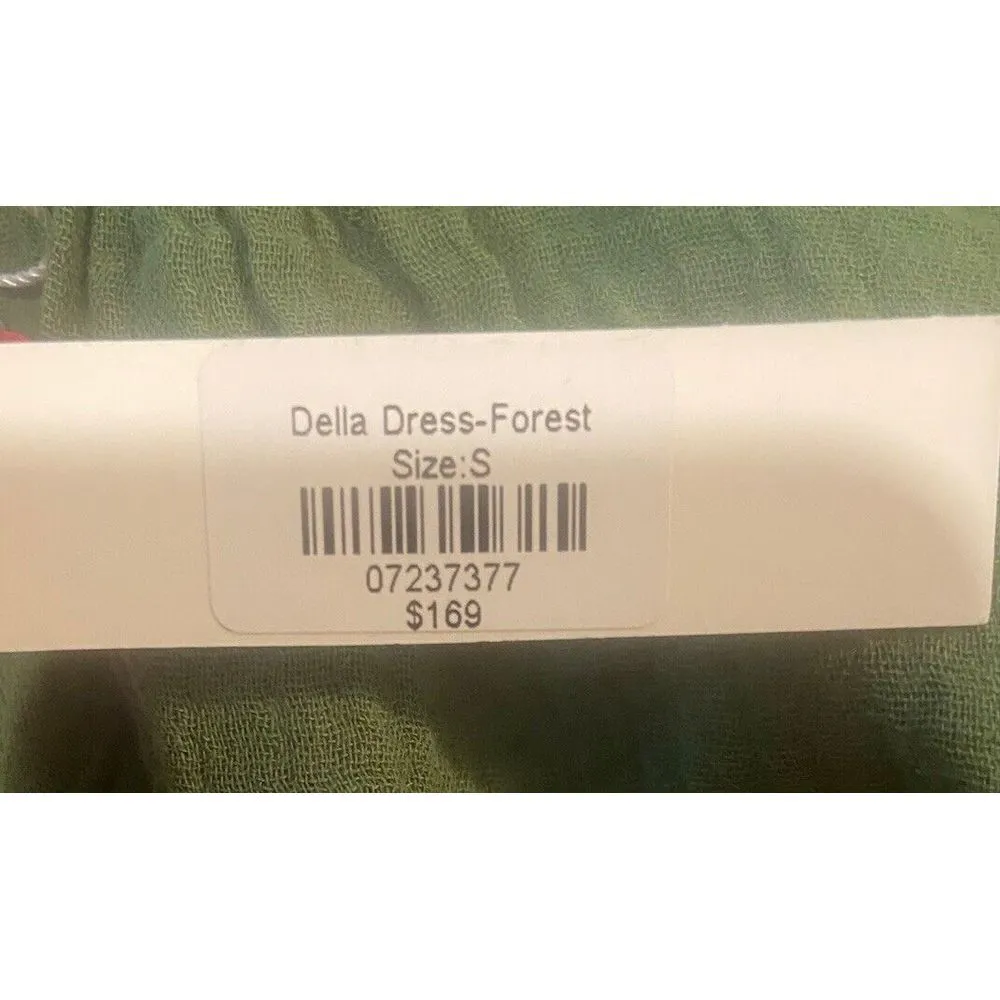 Della Dress-Forest
Size:S
07237377
$169